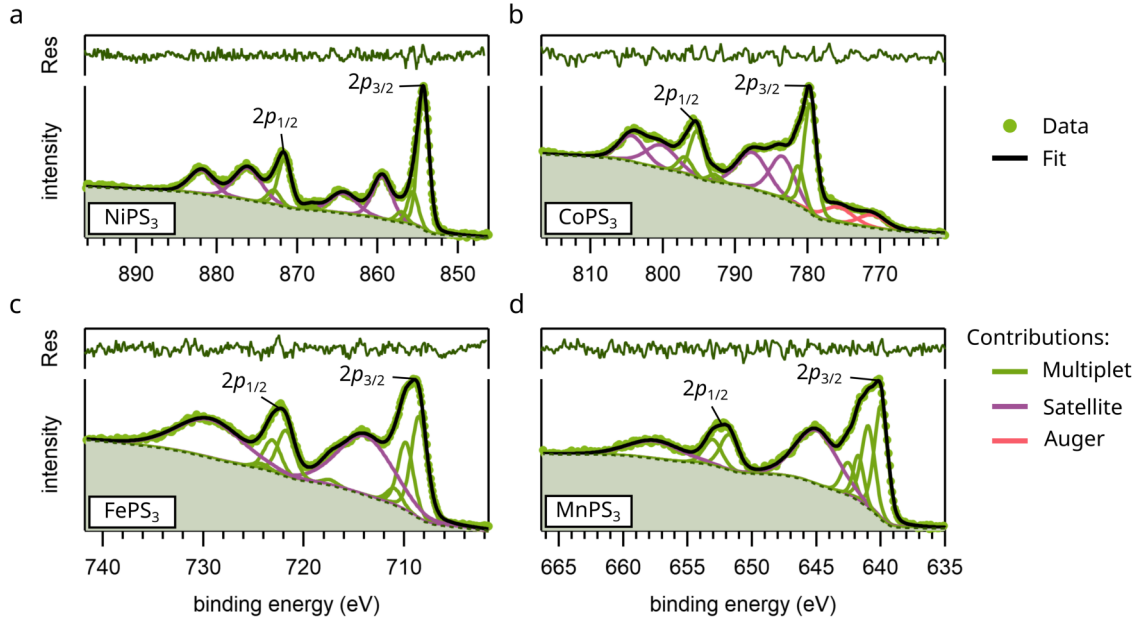 a
Res
intensity
2p3/2
2p1/2
NiPS3
890 880 870 860 850
b
2p3/2
2p1/2
CoPS3
810 800 790 780 770
Data
Fit
c
Res
intensity
2p3/2
2p1/2
FePS3
740 730 720 710
binding energy (eV)
d
2p3/2
2p1/2
MnPS3
665 660 655 650 645 640 635
binding energy (eV)
Contributions:
Multiplet
Satellite
Auger